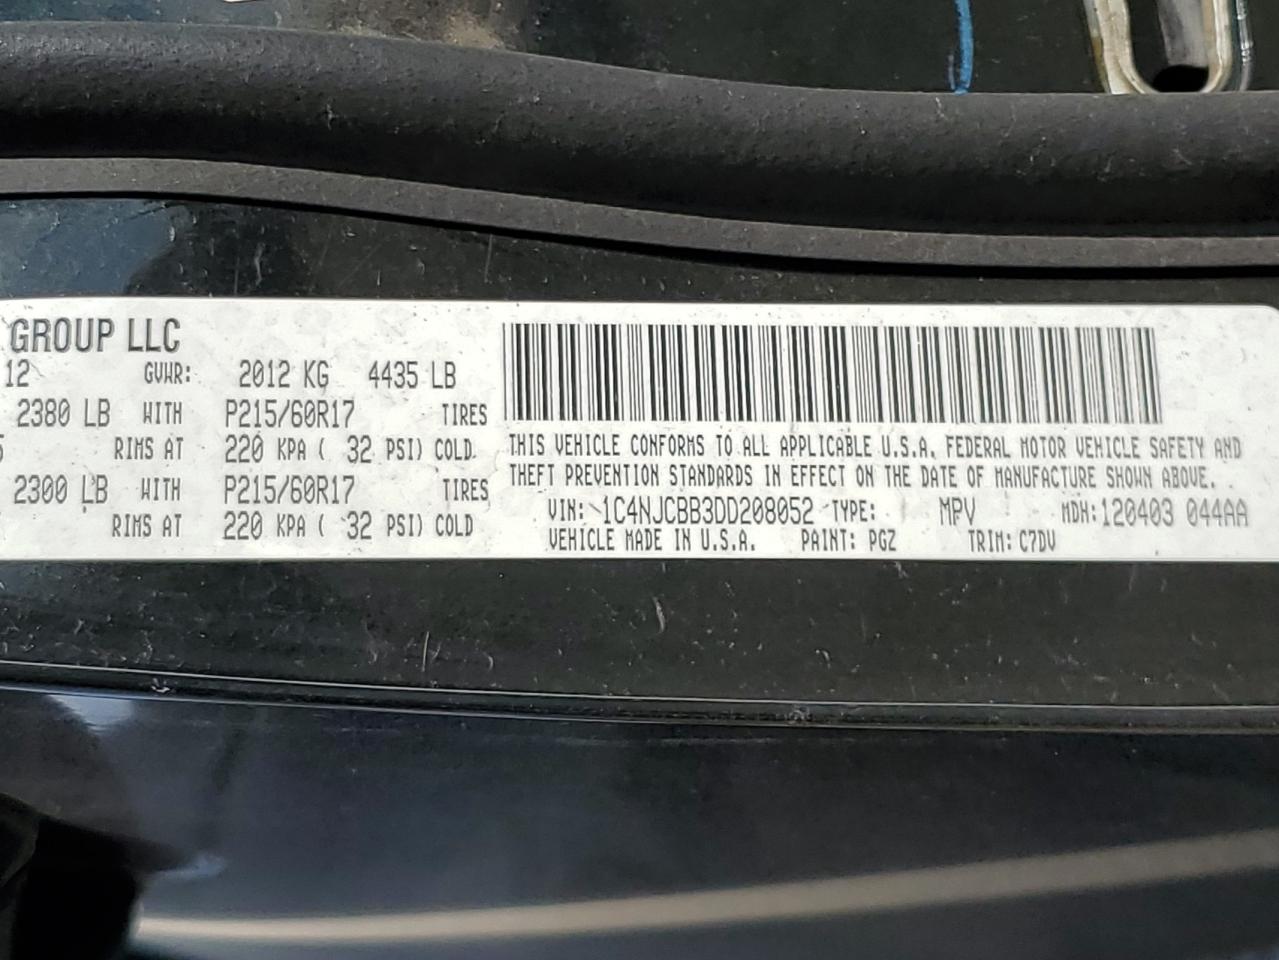 GROUP LLC
12 GVWR: 2012 KG 4435 LB
2380 LB WITH P215/60R17 TIRES
RIMS AT 220 KPA ( 32 PSI) COLD
2300 LB WITH P215/60R17 TIRES
RIMS AT 220 KPA ( 32 PSI) COLD
THIS VEHICLE CONFORMS TO ALL APPLICABLE U.S.A. FEDERAL MOTOR VEHICLE SAFETY AND
THEFT PREVENTION STANDARDS IN EFFECT ON THE DATE OF MANUFACTURE SHOWN ABOVE.
VIN: 1C4NJCBB3DD208052 TYPE: MPV MDH: 120403 044AA
VEHICLE MADE IN U.S.A. PAINT: PGZ TRIM: C7DV